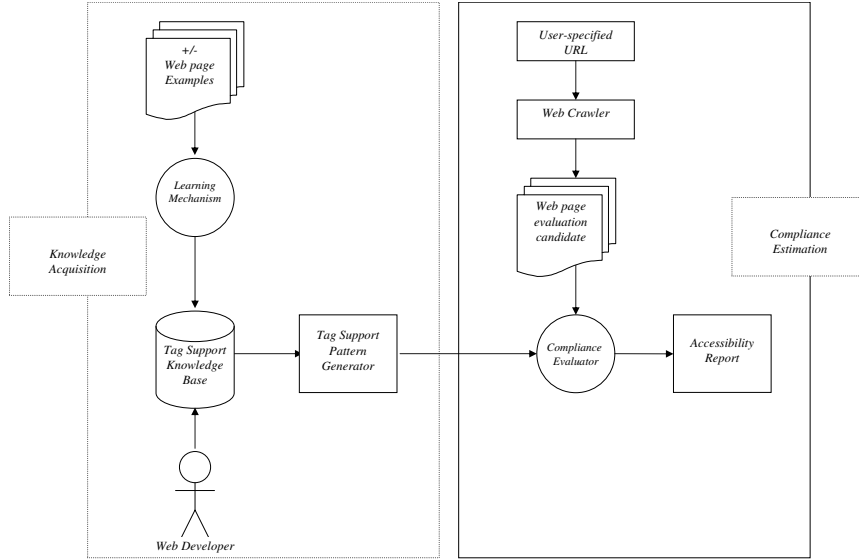 +/-
Web page
Examples
Learning
Mechanism
Knowledge
Acquisition
Tag Support
Knowledge
Base
Tag Support
Pattern
Generator
Web Developer
User-specified
URL
Web Crawler
Web page
evaluation
candidate
Compliance
Estimation
Compliance
Evaluator
Accessibility
Report